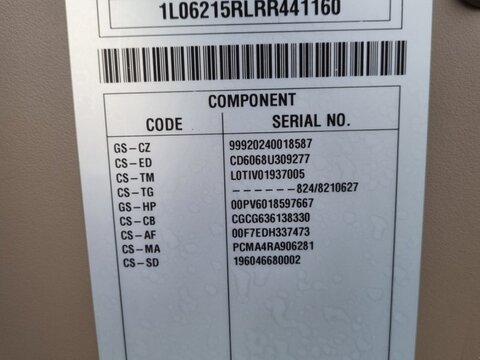 1L06215RLRR441160
COMPONENT
CODE SERIAL NO.
GS-CZ 99920240018587
CS-ED CD6068U309277
CS-TM L0TIV01937005
CS-TG ------824/8210627
GS-HP 00PV6018597667
CS-CB CGCG636138330
CS-AF 00F7EDH337473
CS-MA PCMA4RA906281
CS-SD 196046680002